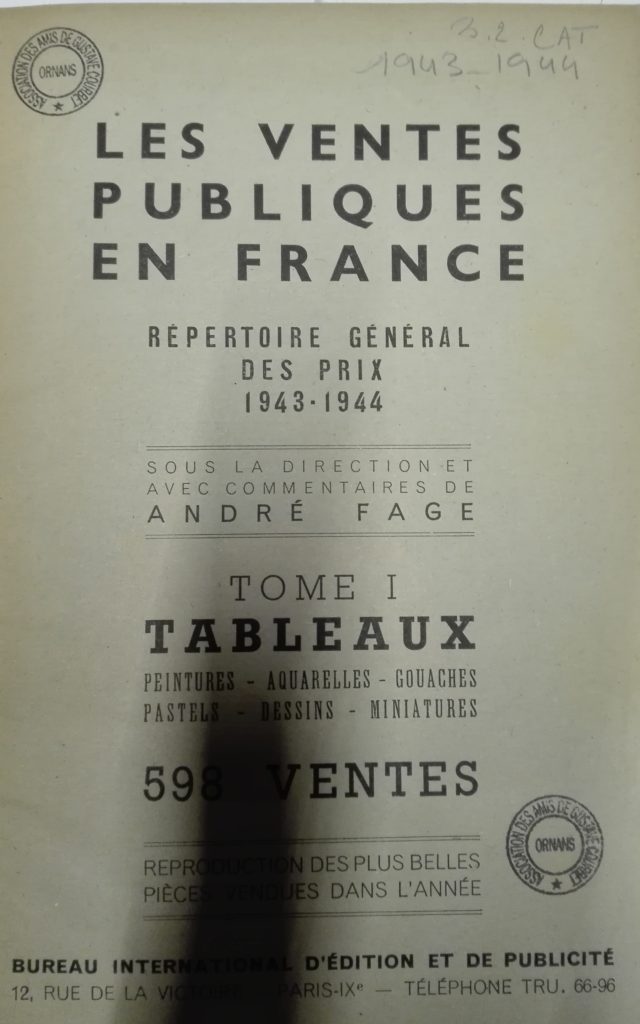 B.2. CAT
1943-1944
ASSOCIATION DES AMIS DE GUSTAVE COURBET
ORNANS
LES VENTES
PUBLIQUES
EN FRANCE
RÉPERTOIRE GÉNÉRAL
DES PRIX
1943-1944
SOUS LA DIRECTION ET
AVEC COMMENTAIRES DE
ANDRÉ FAGE
TOME I
TABLEAUX
PEINTURES - AQUARELLES - GOUACHES
PASTELS - DESSINS - MINIATURES
598 VENTES
ASSOCIATION DES AMIS DE GUSTAVE COURBET
ORNANS
REPRODUCTION DES PLUS BELLES
PIÈCES VENDUES DANS L'ANNÉE
BUREAU INTERNATIONAL D'ÉDITION ET DE PUBLICITÉ
12, RUE DE LA VICTOIRE — PARIS-IXe — TÉLÉPHONE TRU. 66-96